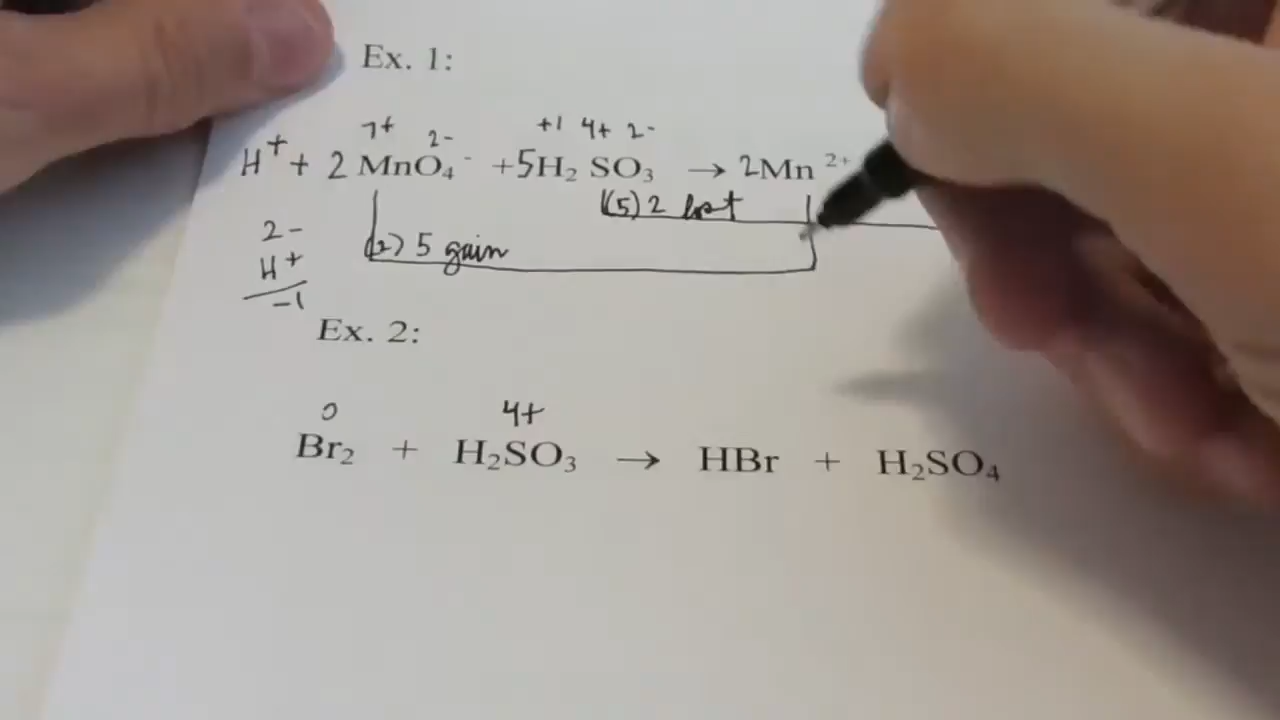 Ex. 1:
7+ 2- +1 4+ 2-
H⁺ + 2 MnO₄⁻ + 5H₂ SO₃ → 2Mn ²⁺
(5) 2 lost
(2) 5 gain
2-
H+
-1
Ex. 2:
0 4+
Br₂ + H₂SO₃ → HBr + H₂SO₄